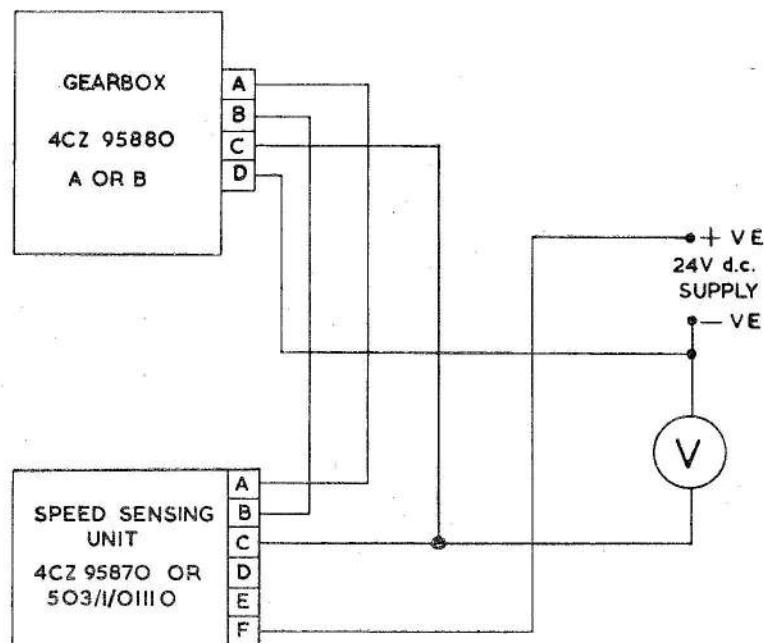 GEARBOX
4CZ 95880
A OR B
A
B
C
D
+ VE
24V d.c.
SUPPLY
— VE
V
SPEED SENSING
UNIT
4CZ 95870 OR
503/1/01110
A
B
C
D
E
F